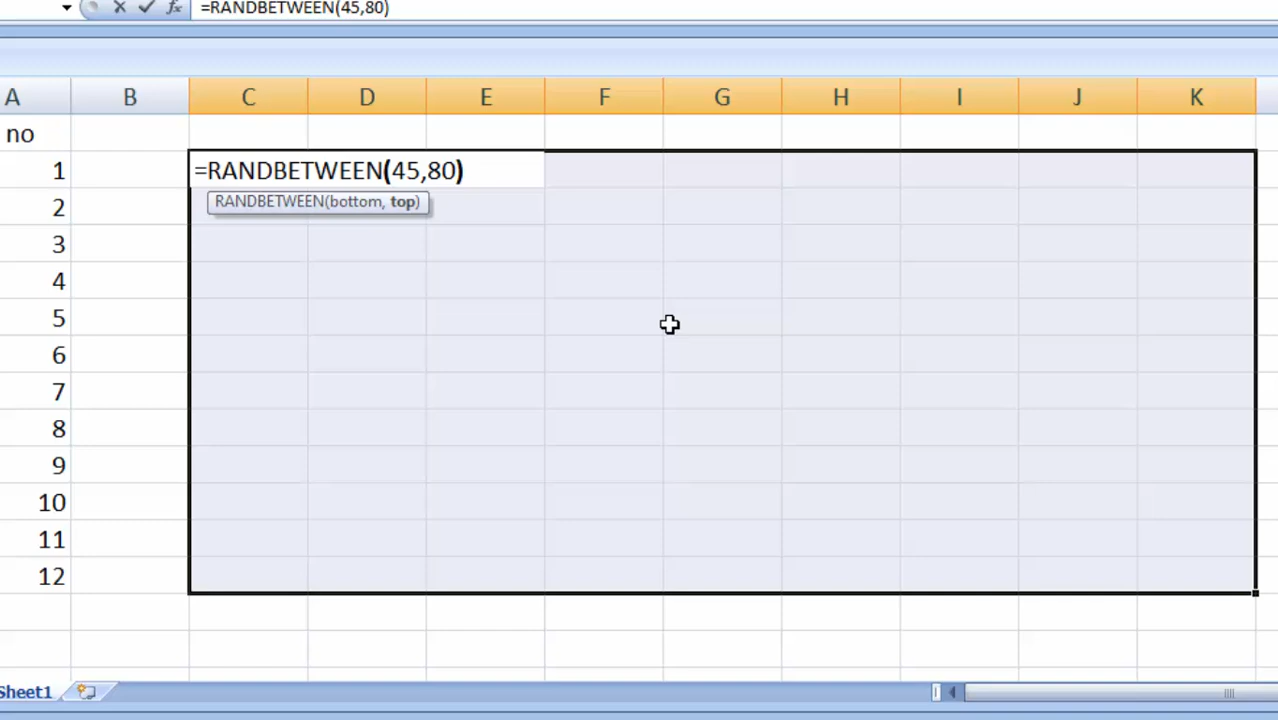 =RANDBETWEEN(45,80)
A B C D E F G H I J K
no
1 =RANDBETWEEN(45,80)
2 RANDBETWEEN(bottom, top)
3
4
5
6
7
8
9
10
11
12
Sheet1